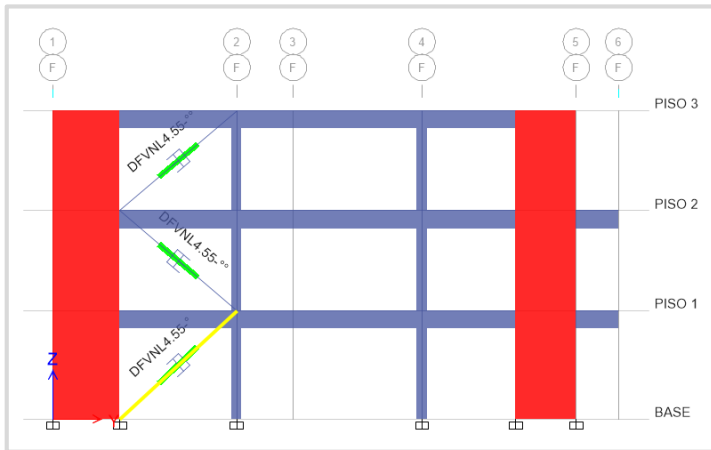 1 2 3 4 5 6
F F F F F F
PISO 3
DFVNL4.55-°°
PISO 2
DFVNL4.55-°°
PISO 1
DFVNL4.55-°
Z
Y
BASE